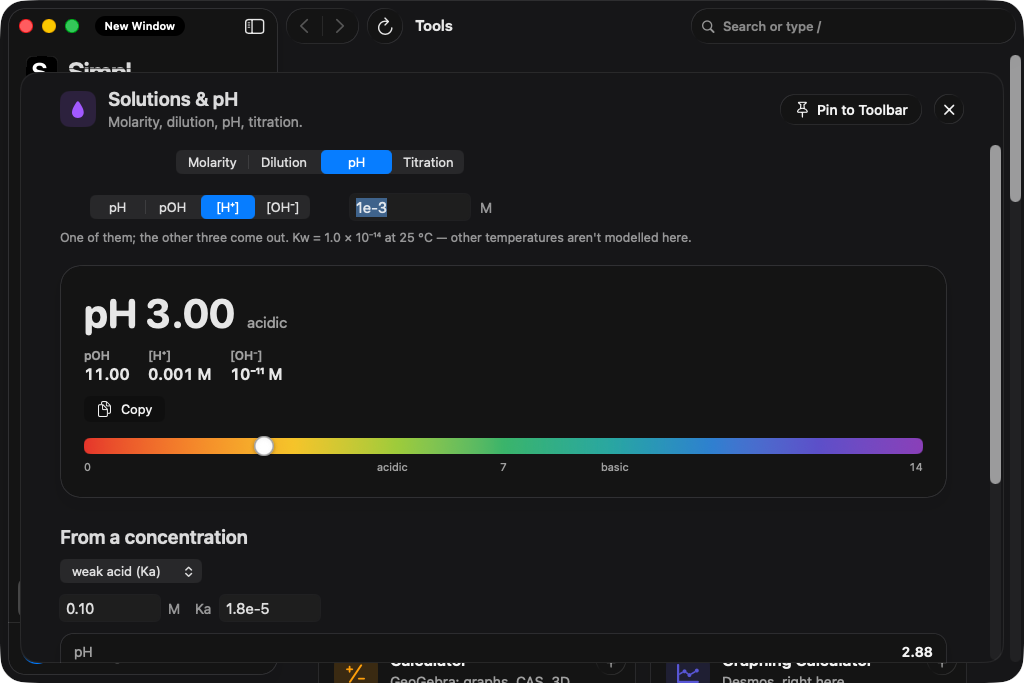 New Window
Tools
Search or type /
Simpl
Solutions & pH
Molarity, dilution, pH, titration.
Pin to Toolbar
Molarity
Dilution
pH
Titration
pH
pOH
[H⁺]
[OH⁻]
1e-3
M
One of them; the other three come out. Kw = 1.0 × 10⁻¹⁴ at 25 °C — other temperatures aren't modelled here.
pH 3.00 acidic
pOH
[H⁺]
[OH⁻]
11.00
0.001 M
10⁻¹¹ M
Copy
0
acidic
7
basic
14
From a concentration
weak acid (Ka)
0.10
M
Ka
1.8e-5
pH
2.88
Calculator
Graphing Calculator
GeoGebra: graphs, CAS, 3D
Desmos, right here